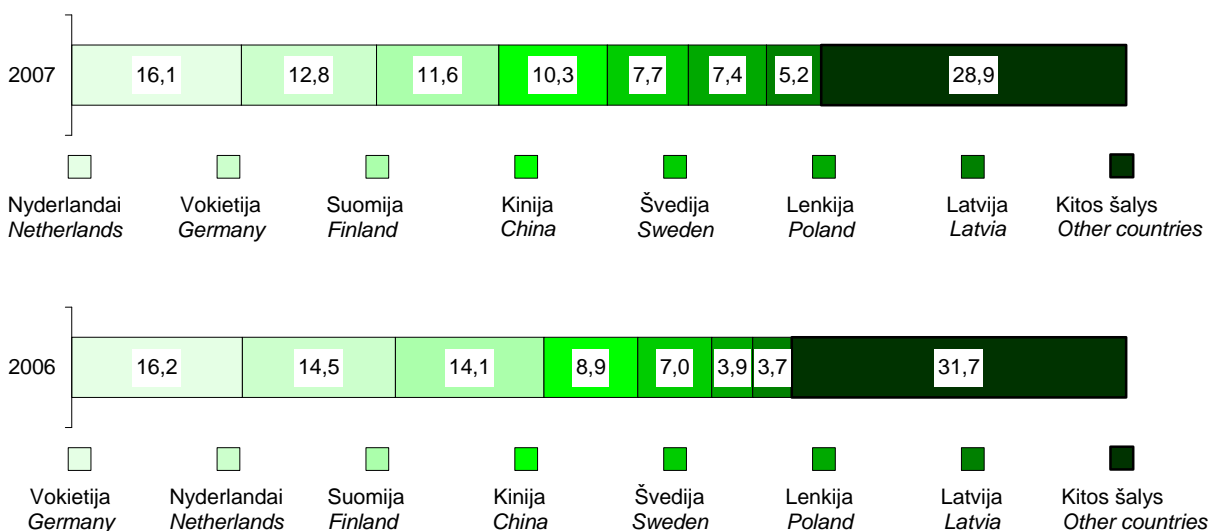 2007 16,1 12,8 11,6 10,3 7,7 7,4 5,2 28,9
Nyderlandai Vokietija Suomija Kinija Švedija Lenkija Latvija Kitos šalys
Netherlands Germany Finland China Sweden Poland Latvia Other countries
2006 16,2 14,5 14,1 8,9 7,0 3,9 3,7 31,7
Vokietija Nyderlandai Suomija Kinija Švedija Lenkija Latvija Kitos šalys
Germany Netherlands Finland China Sweden Poland Latvia Other countries